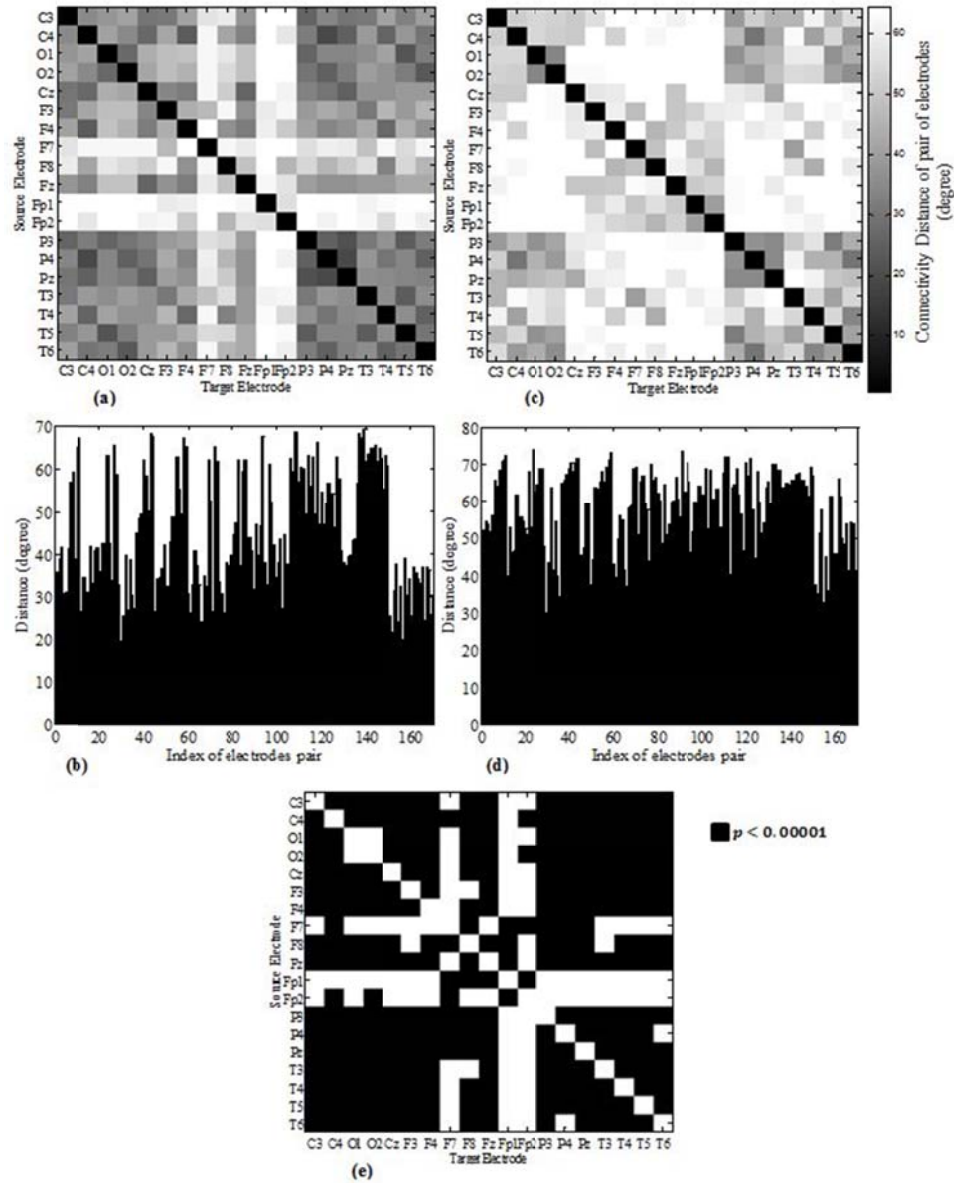 C3
C4
O1
O2
Cz
F3
F4
F7
F8
Fz
Fp1
Fp2
P3
P4
Pz
T3
T4
T5
T6
Source Electrode
C3 C4 O1 O2 Cz F3 F4 F7 F8 Fz Fp1Fp2 P3 P4 Pz T3 T4 T5 T6
Target Electrode
(a)
C3
C4
O1
O2
Cz
F3
F4
F7
F8
Fz
Fp1
Fp2
P3
P4
Pz
T3
T4
T5
T6
Source Electrode
C3 C4 O1 O2 Cz F3 F4 F7 F8 Fz Fp1Fp2 P3 P4 Pz T3 T4 T5 T6
Target Electrode
(c)
60
50
40
30
20
10
Connectivity Distance of pair of electrodes
(degree)
70
60
50
40
30
20
10
0
Distance (degree)
0 20 40 60 80 100 120 140 160
Index of electrodes pair
(b)
80
70
60
50
40
30
20
10
0
Distance (degree)
0 20 40 60 80 100 120 140 160
Index of electrodes pair
(d)
C3
C4
O1
O2
Cz
F3
F4
F7
F8
Fz
Fp1
Fp2
P3
P4
Pz
T3
T4
T5
T6
Source Electrode
C3 C4 O1 O2 Cz F3 F4 F7 F8 Fz Fp1Fp2 P3 P4 Pz T3 T4 T5 T6
Target Electrode
(e)
p < 0.00001